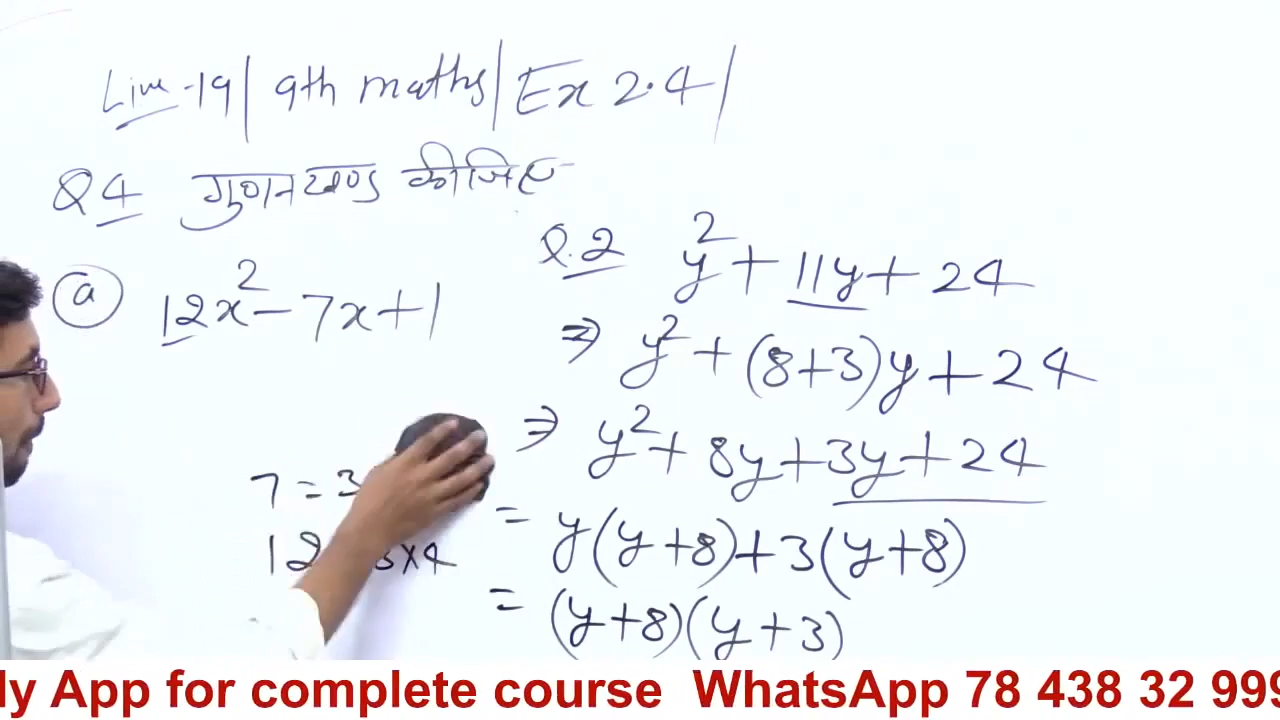 Live-19| 9th maths| Ex 2.4|
Q4 गुणनखण्ड कीजिए
(a) 12x² - 7x + 1
7 = 3
12 3×4
Q.2 y² + 11y + 24
⇒ y² + (8+3)y + 24
⇒ y² + 8y + 3y + 24
= y(y+8)+3(y+8)
= (y+8)(y+3)
ly App for complete course WhatsApp 78 438 32 999